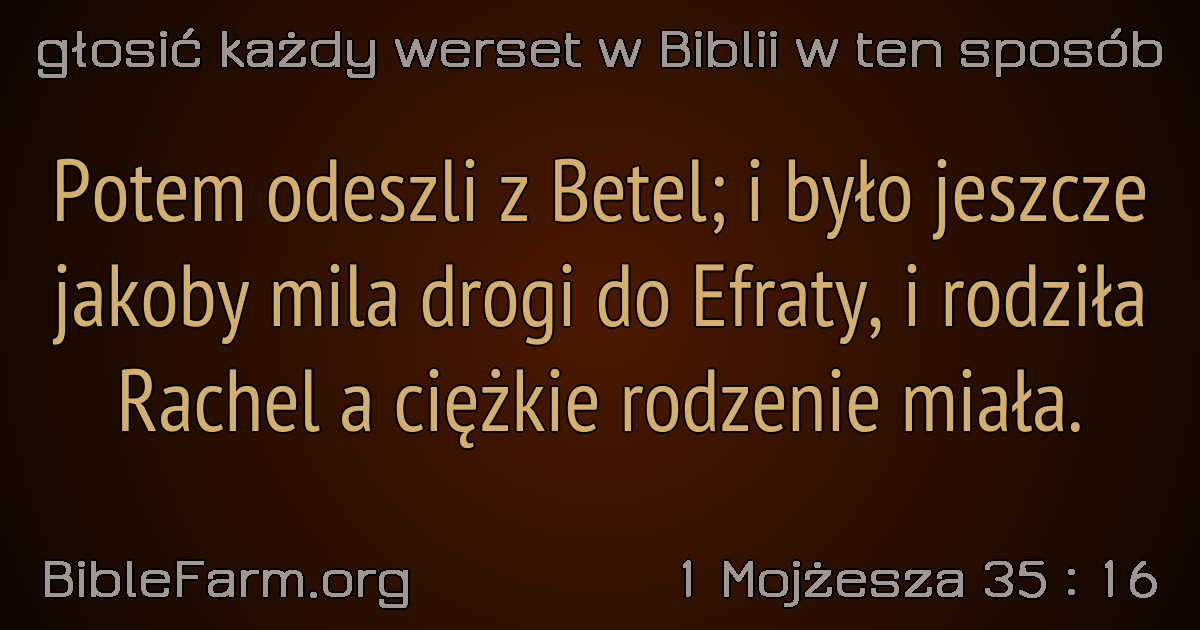 głosić każdy werset w Biblii w ten sposób
Potem odeszli z Betel; i było jeszcze
jakoby mila drogi do Efraty, i rodziła
Rachel a ciężkie rodzenie miała.
BibleFarm.org
1 Mojżesza 35 : 16